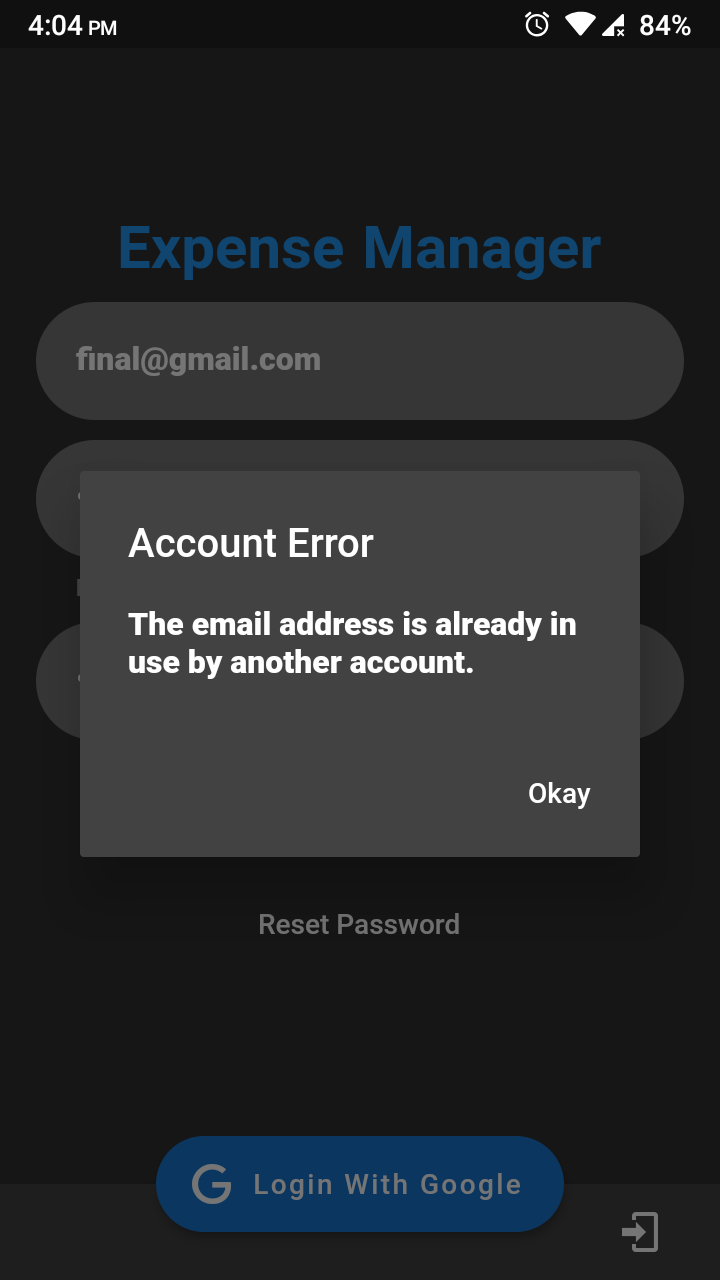 4:04 PM 84%
Expense Manager
final@gmail.com
Account Error
The email address is already in
use by another account.
Okay
Reset Password
Login With Google